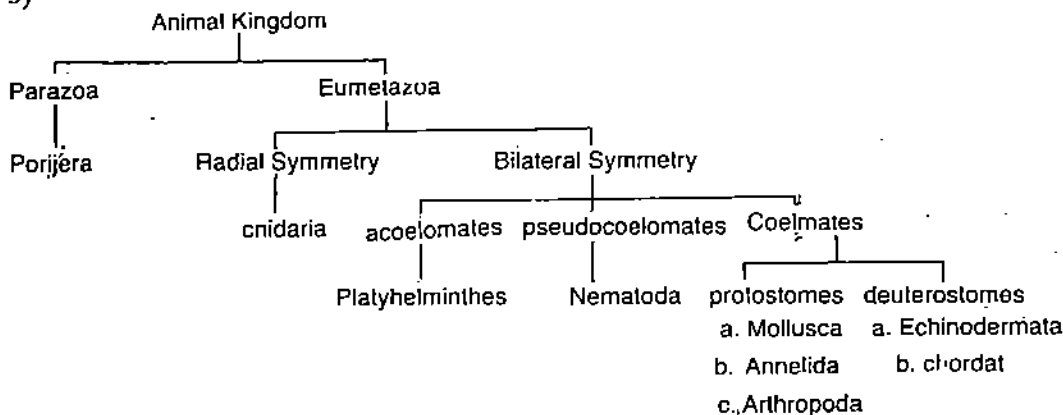 Animal Kingdom
Parazoa Eumetazoa
Porijera Radial Symmetry Bilateral Symmetry
cnidaria acoelomates pseudocoelomates Coelmates
Platyhelminthes Nematoda protostomes deuterostomes
a. Mollusca a. Echinodermata
b. Annelida b. chordat
c., Arthropoda